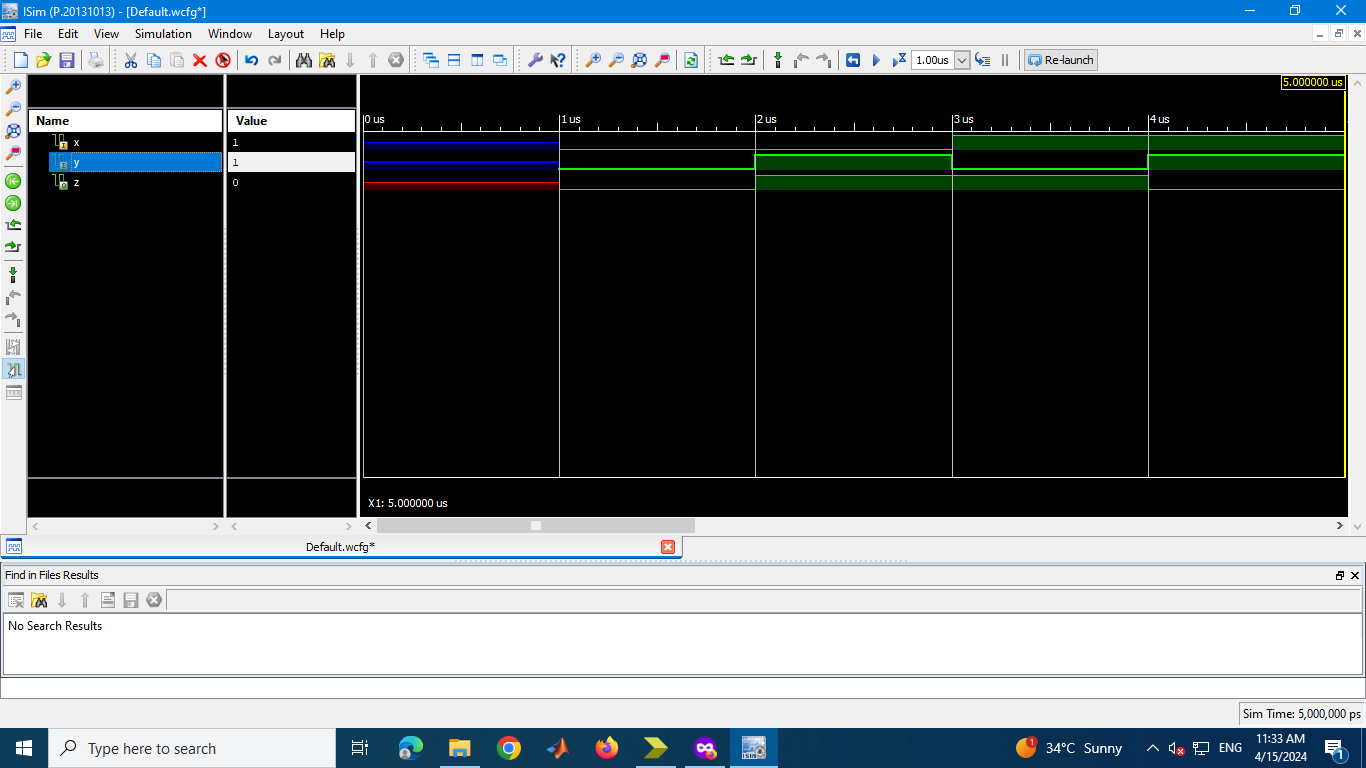 ISim (P.20131013) - [Default.wcfg*]
File Edit View Simulation Window Layout Help
1.00us Re-launch
5.000000 us
Name Value
0 us 1 us 2 us 3 us 4 us
x 1
y 1
z 0
X1: 5.000000 us
Default.wcfg*
Find in Files Results
No Search Results
Sim Time: 5,000,000 ps
Type here to search
34°C Sunny
ENG
11:33 AM
4/15/2024